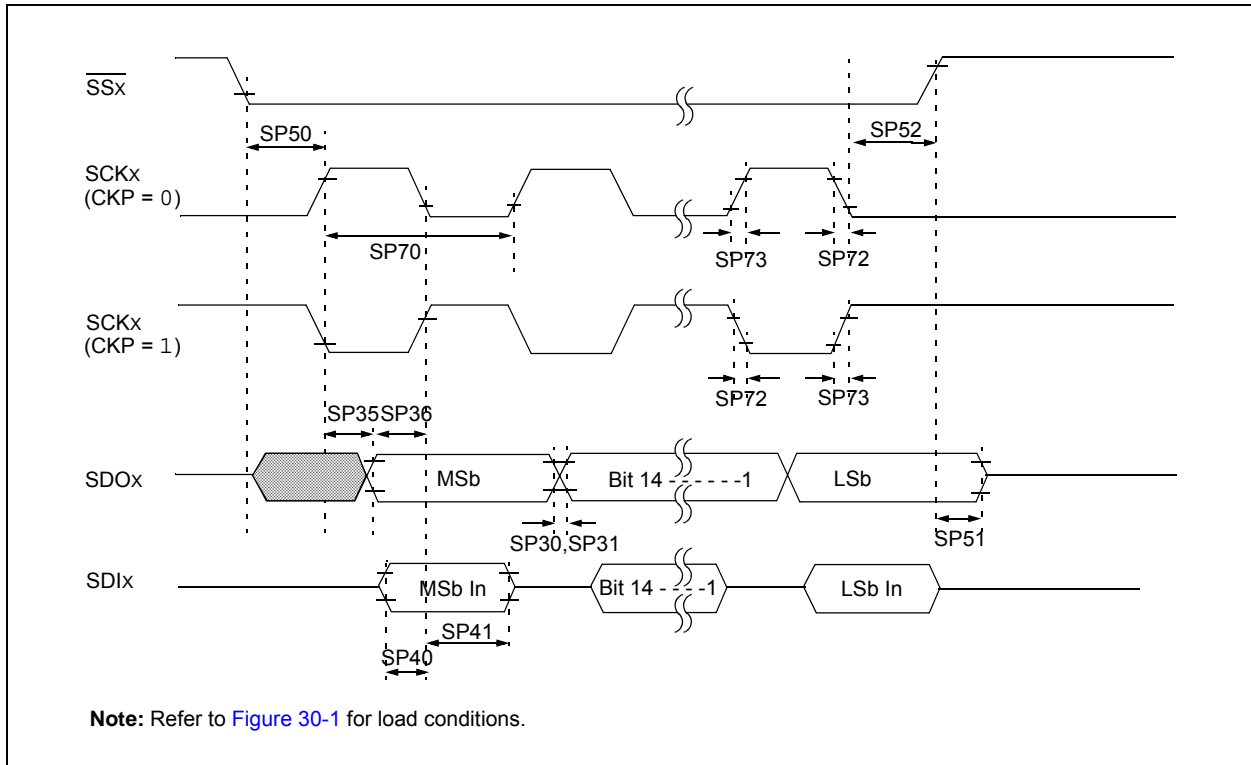 SSx
SP50
SP52
SCKx
(CKP = 0)
SP70
SP73
SP72
SCKx
(CKP = 1)
SP72
SP73
SP35
SP36
SDOx
MSb
Bit 14 - - - - - -1
LSb
SP30,SP31
SP51
SDIx
MSb In
Bit 14 - - - -1
LSb In
SP41
SP40
Note: Refer to Figure 30-1 for load conditions.